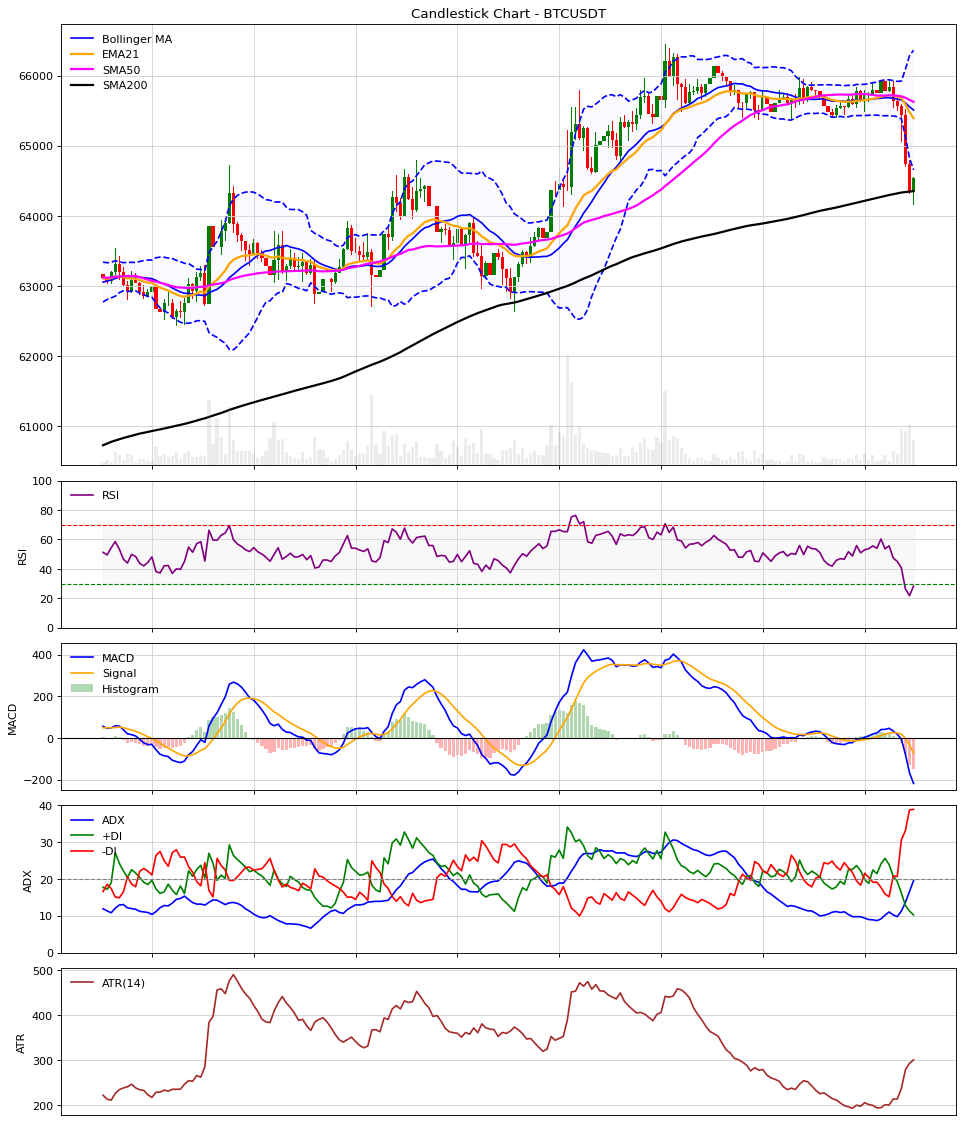 Candlestick Chart - BTCUSDT
Bollinger MA
EMA21
SMA50
SMA200
66000
65000
64000
63000
62000
61000
RSI
RSI
100
80
60
40
20
0
MACD
Signal
Histogram
MACD
400
200
0
−200
ADX
+DI
-DI
ADX
40
30
20
10
0
ATR(14)
ATR
500
400
300
200